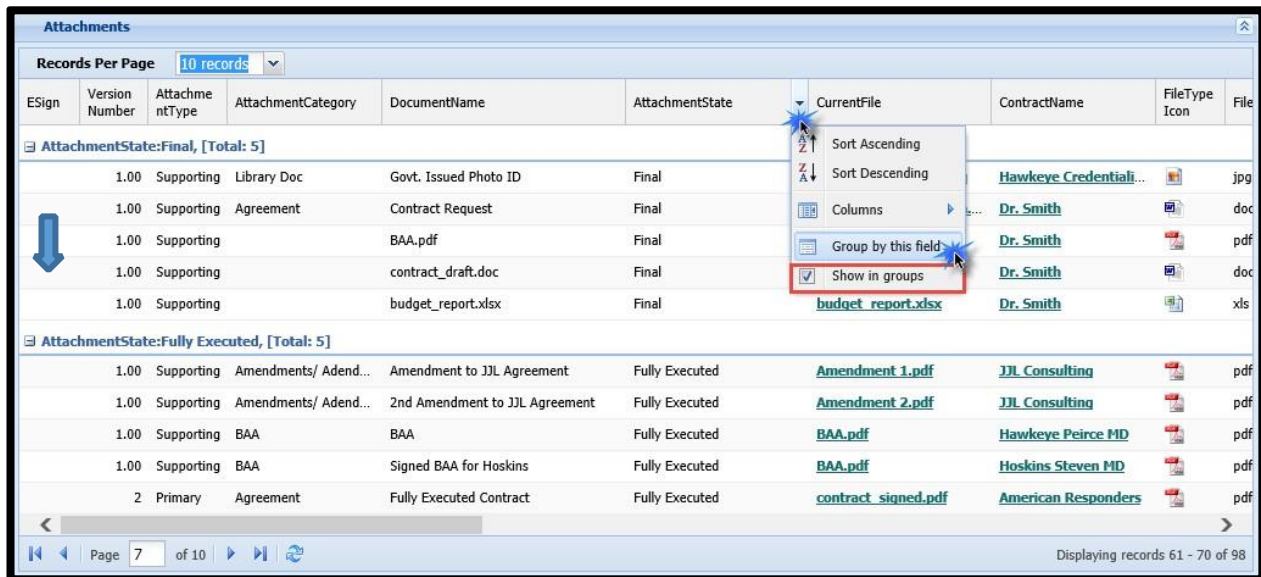 Attachments
Records Per Page 10 records
ESign Version Number AttachmentType AttachmentCategory DocumentName AttachmentState CurrentFile ContractName FileType Icon File
AttachmentState:Final, [Total: 5]
1.00 Supporting Library Doc Govt. Issued Photo ID Final Hawkeye Credentiali... jpg
1.00 Supporting Agreement Contract Request Final Dr. Smith doc
1.00 Supporting BAA.pdf Final Dr. Smith pdf
1.00 Supporting contract_draft.doc Final Dr. Smith doc
1.00 Supporting budget_report.xlsx Final budget_report.xlsx Dr. Smith xls
Sort Ascending
Sort Descending
Columns
Group by this field
Show in groups
AttachmentState:Fully Executed, [Total: 5]
1.00 Supporting Amendments/ Adend... Amendment to JJL Agreement Fully Executed Amendment 1.pdf JJL Consulting pdf
1.00 Supporting Amendments/ Adend... 2nd Amendment to JJL Agreement Fully Executed Amendment 2.pdf JJL Consulting pdf
1.00 Supporting BAA BAA Fully Executed BAA.pdf Hawkeye Peirce MD pdf
1.00 Supporting BAA Signed BAA for Hoskins Fully Executed BAA.pdf Hoskins Steven MD pdf
2 Primary Agreement Fully Executed Contract Fully Executed contract_signed.pdf American Responders pdf
Page 7 of 10 Displaying records 61 - 70 of 98